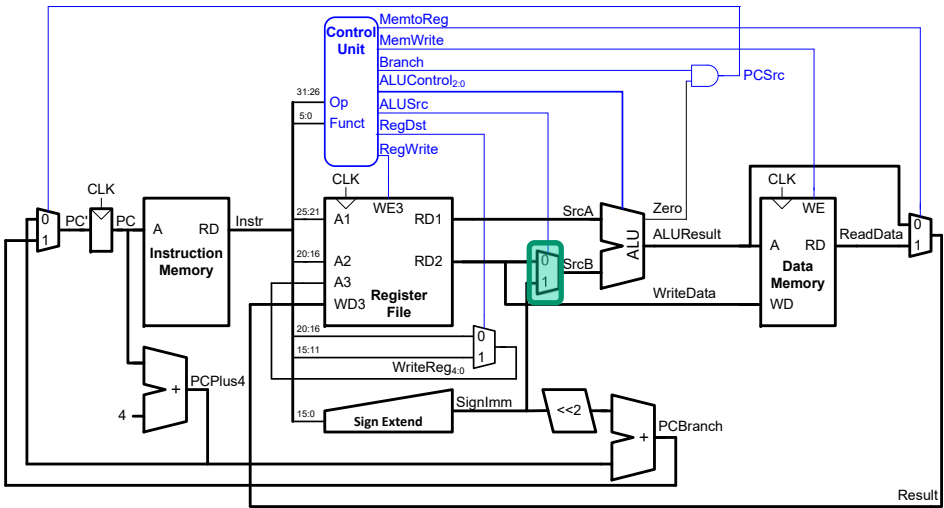 MemtoReg
Control
Unit
MemWrite
Branch
PCSrc
ALUControl2:0
31:26
Op
ALUSrc
5:0
Funct
RegDst
RegWrite
CLK
CLK
CLK
0
1
PC'
PC
A
RD
Instr
Instruction
Memory
25:21
A1
WE3
RD1
SrcA
Zero
WE
0
1
20:16
A2
RD2
0
1
SrcB
ALU
ALUResult
A
RD
ReadData
A3
Data
Memory
WD3
Register
File
WriteData
WD
20:16
0
15:11
1
WriteReg4:0
PCPlus4
+
4
SignImm
15:0
Sign Extend
<<2
+
PCBranch
Result